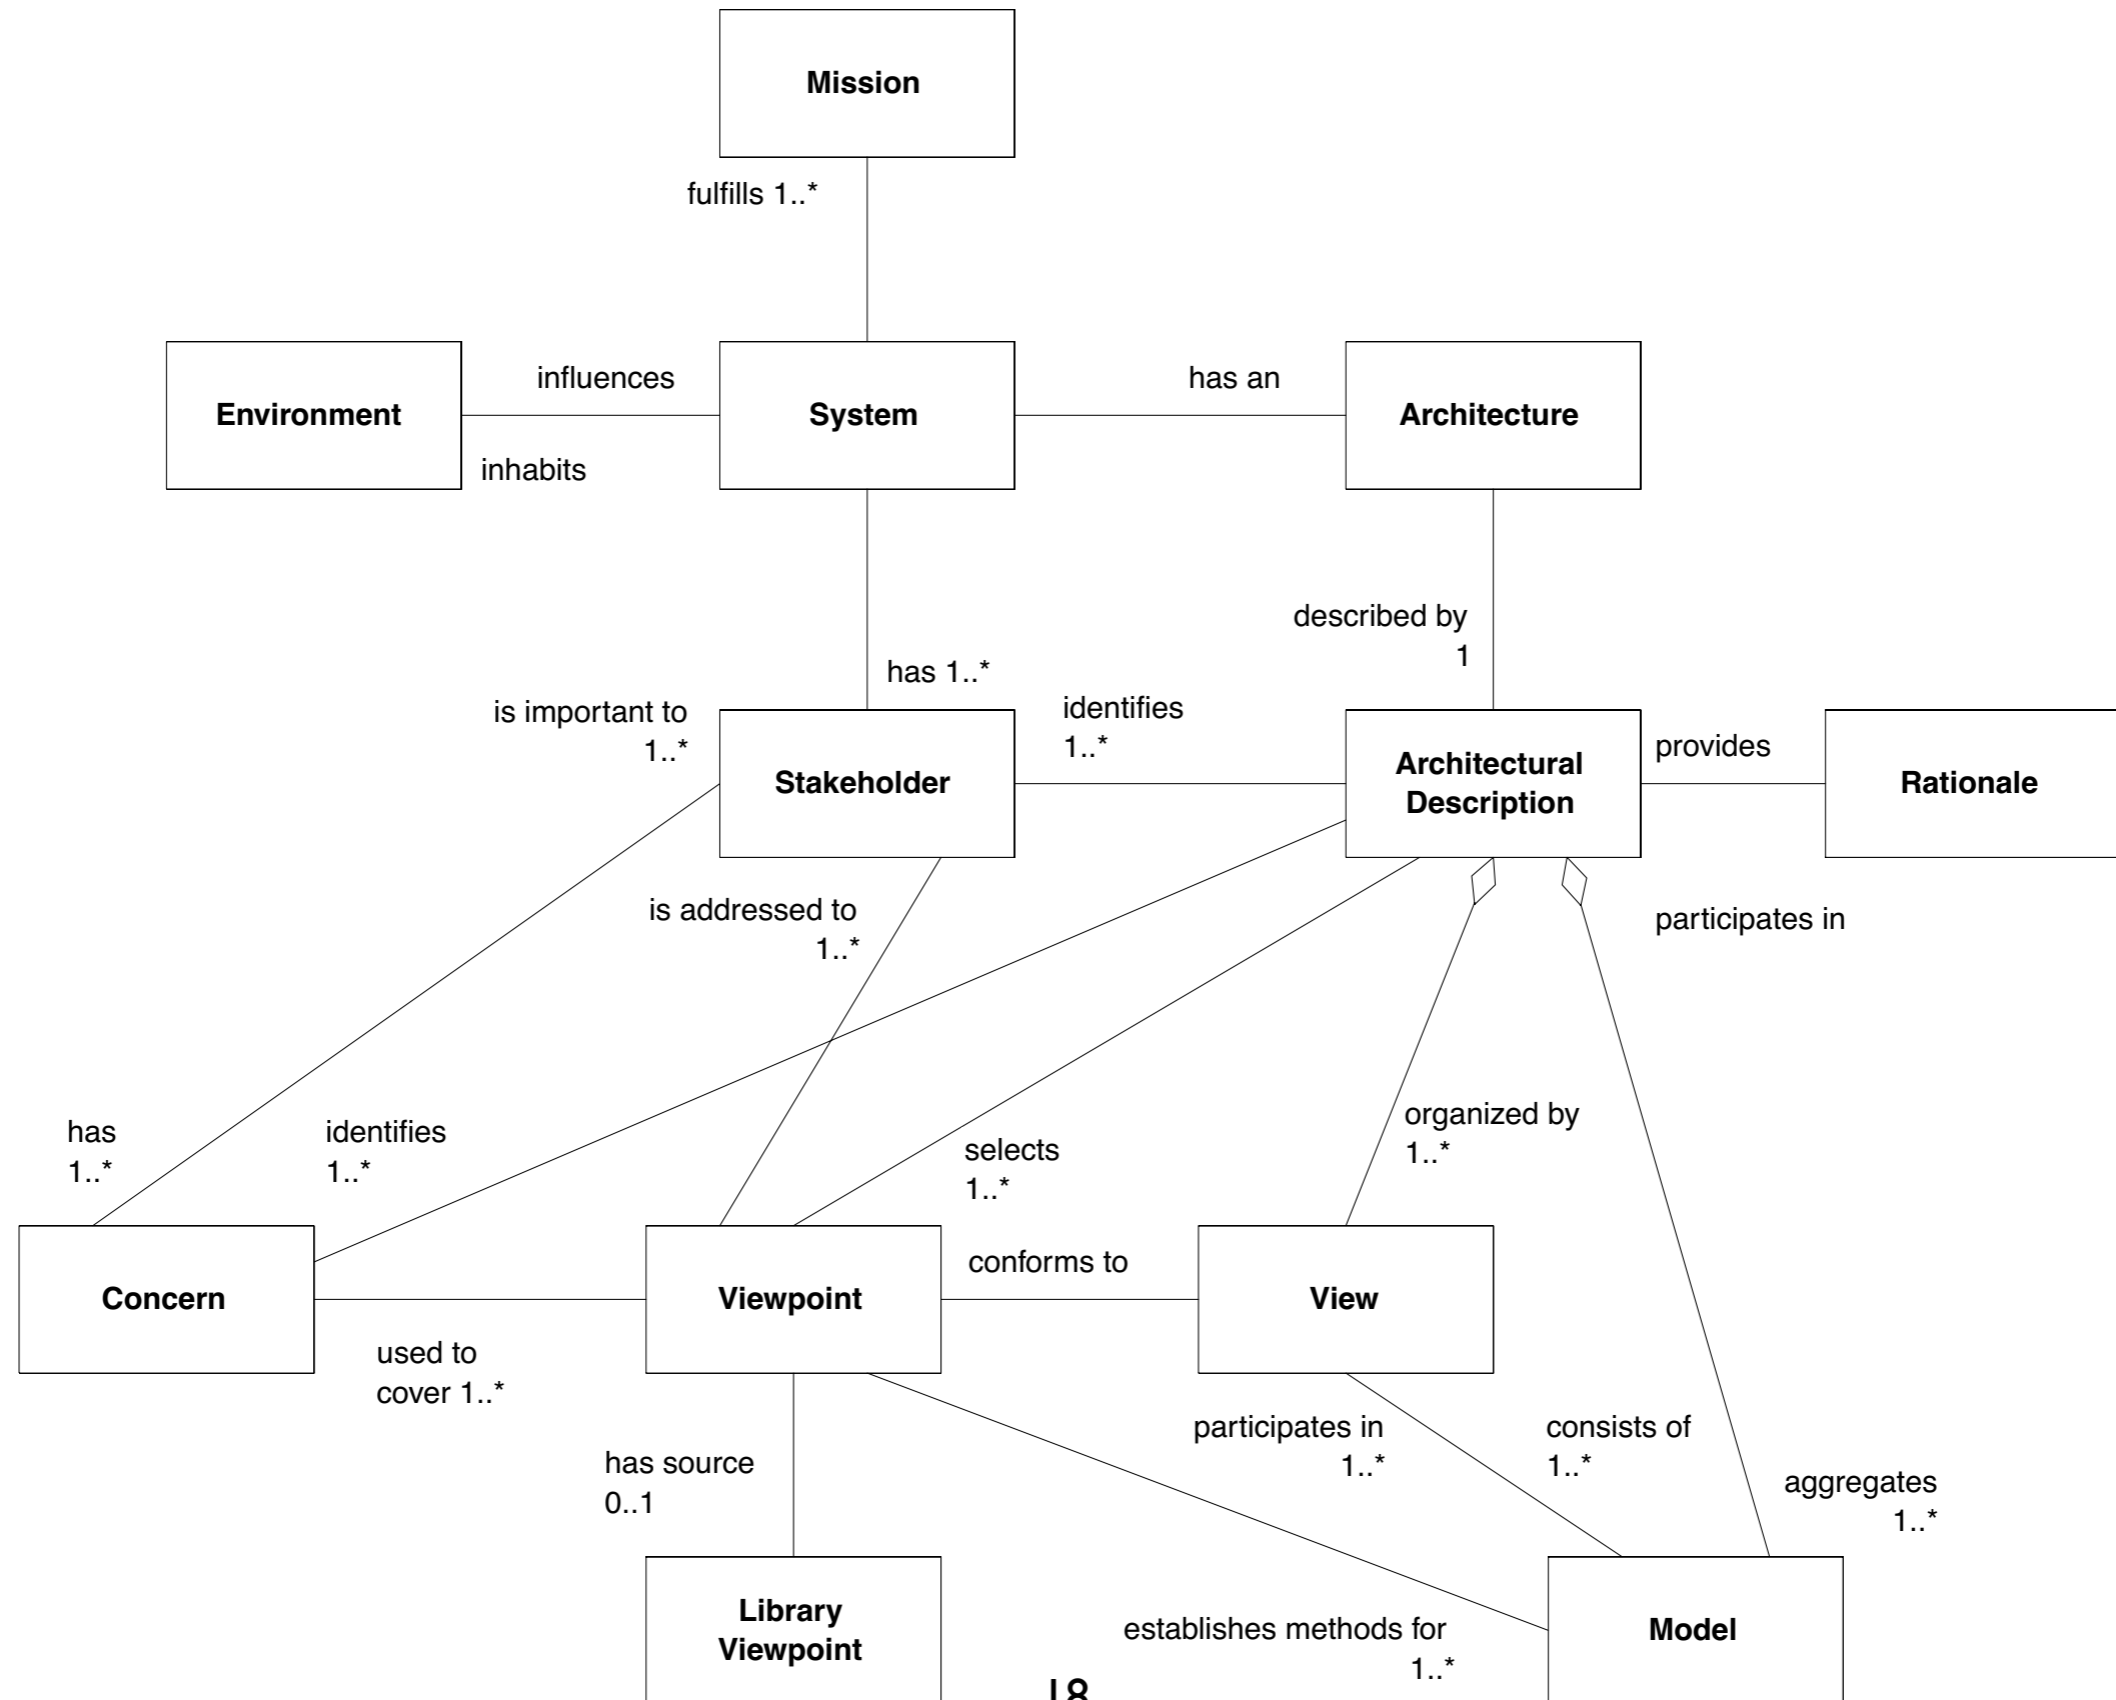 Mission
fulfills 1..*
influences
has an
Environment
System
Architecture
inhabits
described by
1
has 1..*
is important to
1..*
identifies
1..*
provides
Stakeholder
Architectural
Description
Rationale
is addressed to
1..*
participates in
has
1..*
identifies
1..*
selects
1..*
organized by
1..*
conforms to
Concern
Viewpoint
View
used to
cover 1..*
has source
0..1
participates in
1..*
consists of
1..*
aggregates
1..*
Library
Viewpoint
establishes methods for
1..*
Model